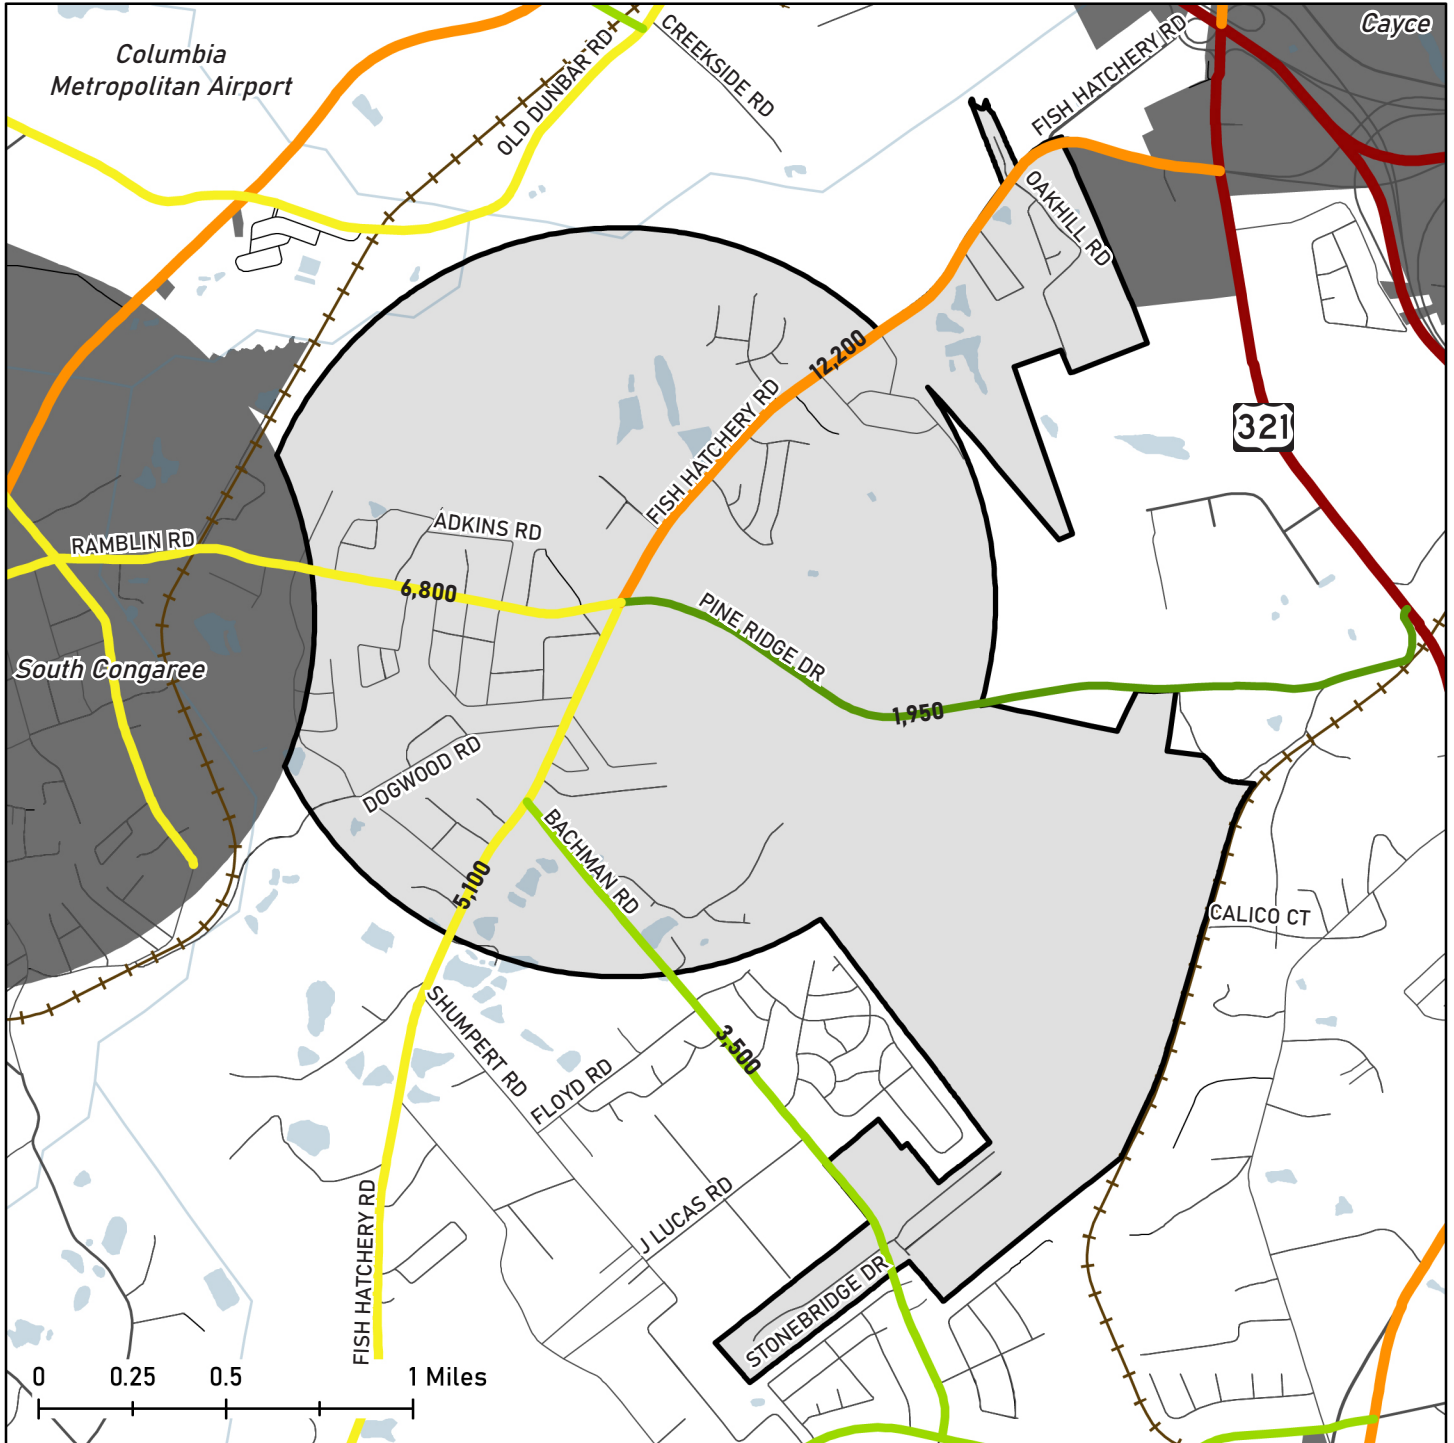 Columbia
Metropolitan Airport
OLD DUNBAR RD
CREEKSIDE RD
FISH HATCHERY RD
Cayce
OAKHILL RD
12,200
FISH HATCHERY RD
321
RAMBLIN RD
ADKINS RD
6,800
PINE RIDGE DR
South Congaree
1,950
DOGWOOD RD
BACHMAN RD
5,100
CALICO CT
SHUMPERT RD
FLOYD RD
3,500
J LUCAS RD
FISH HATCHERY RD
STONEBRIDGE DR
0 0.25 0.5 1 Miles